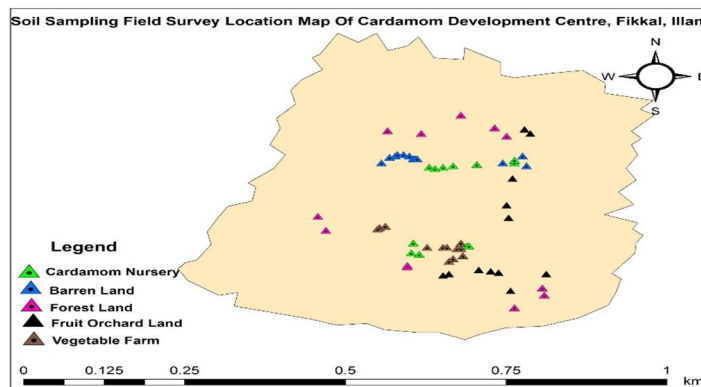 Soil Sampling Field Survey Location Map Of Cardamom Development Centre, Fikkal, Illam
N
W
E
S
Legend
Cardamom Nursery
Barren Land
Forest Land
Fruit Orchard Land
Vegetable Farm
0 0.125 0.25 0.5 0.75 1
km